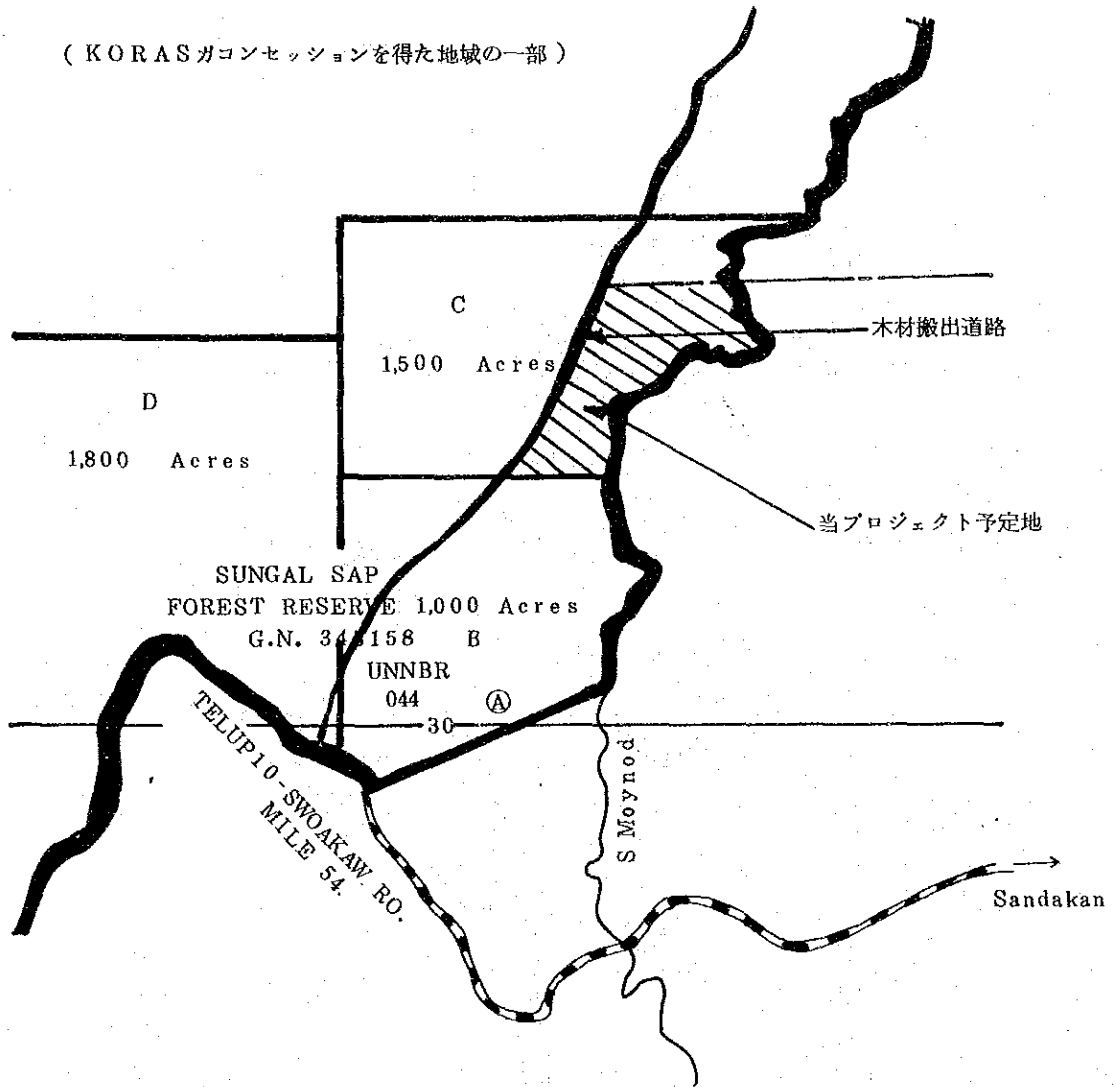 (KORASガコンセッションを得た地域の一部)
C
木材搬出道路
1,500 Acres
D
1,800 Acres
当プロジェクト予定地
SUNGAL SAP
FOREST RESERVE 1,000 Acres
G.N. 34 158 B
UNNBR
044 Ⓐ
30
TELUP10-SWOAKAW RO.
MILE 54.
S Moynod
Sandakan